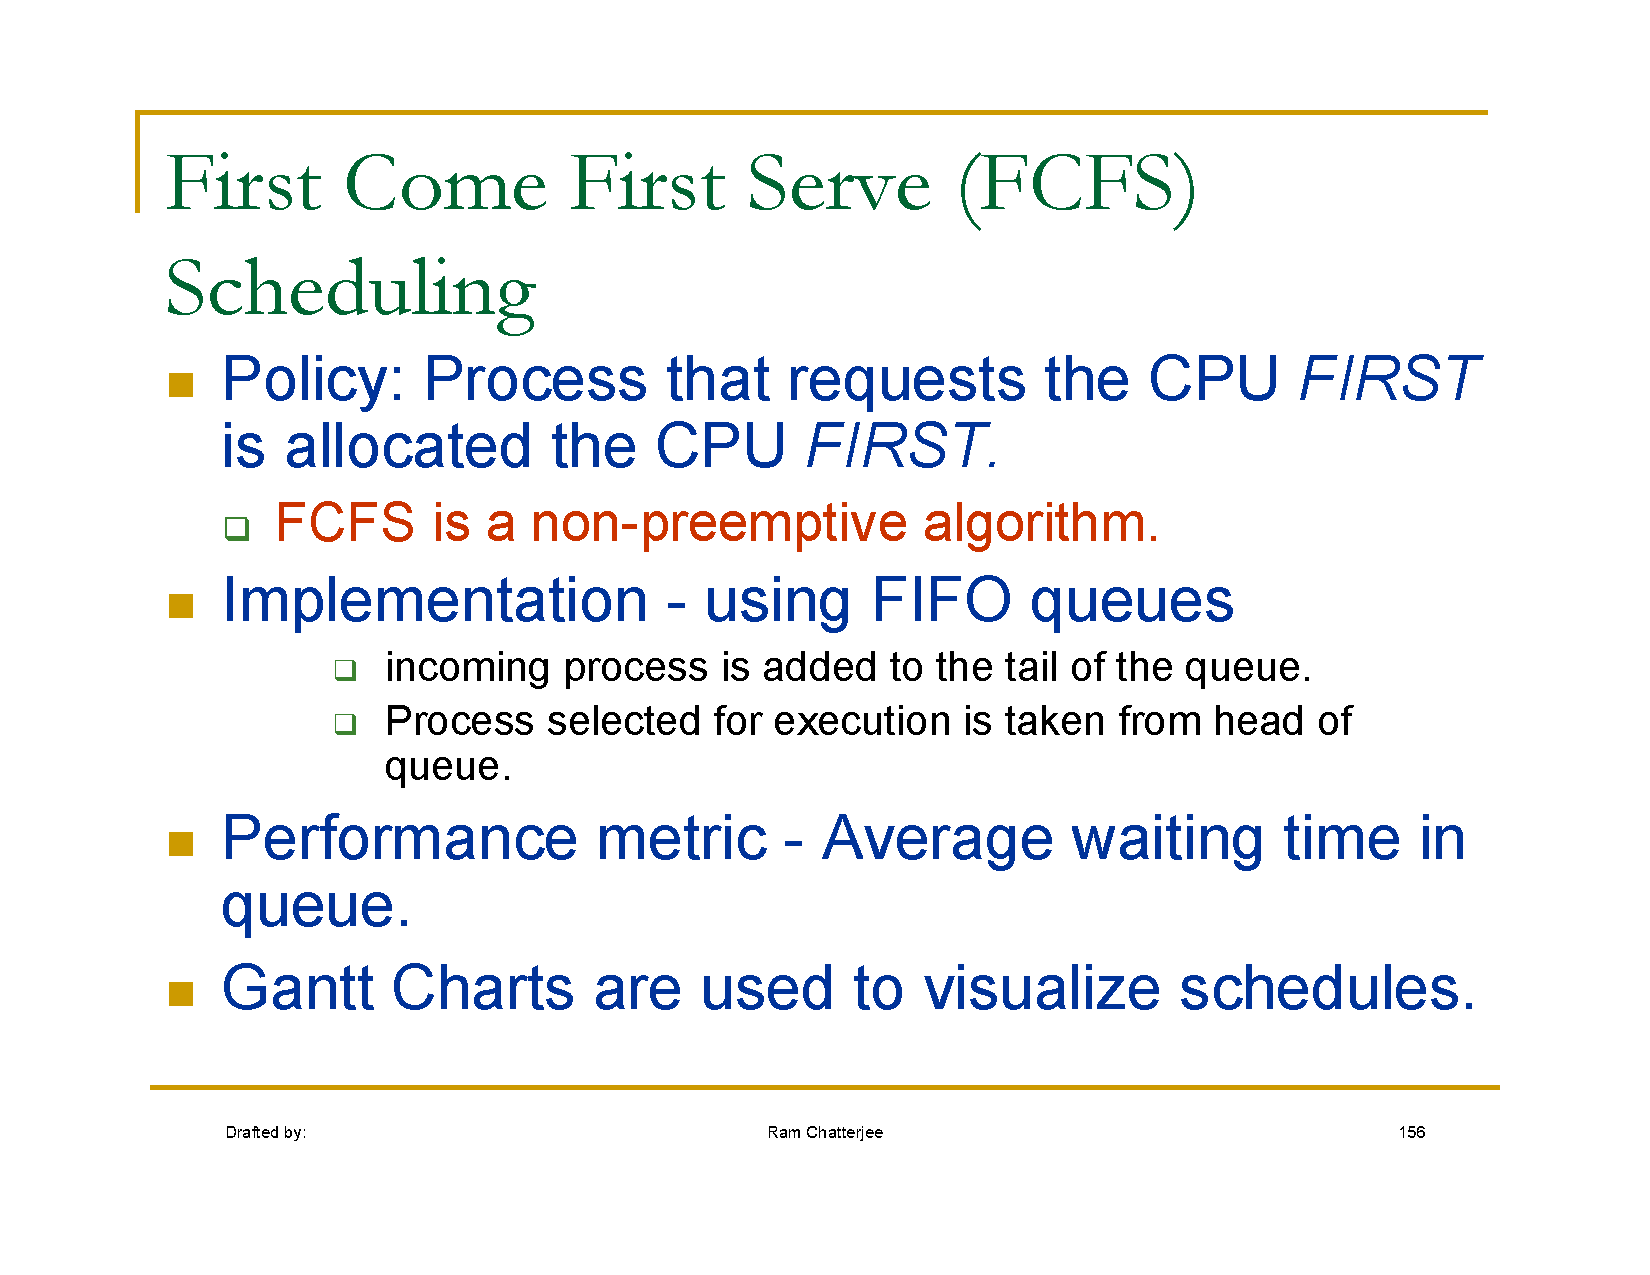 First Come First Serve (FCFS)
Scheduling
Policy: Process that requests the CPU FIRST
is allocated the CPU FIRST.
FCFS is a non-preemptive algorithm.
Implementation - using FIFO queues
incoming process is added to the tail of the queue.
Process selected for execution is taken from head of
queue.
Performance metric - Average waiting time in
queue.
Gantt Charts are used to visualize schedules.
Drafted by: Ram Chatterjee 156